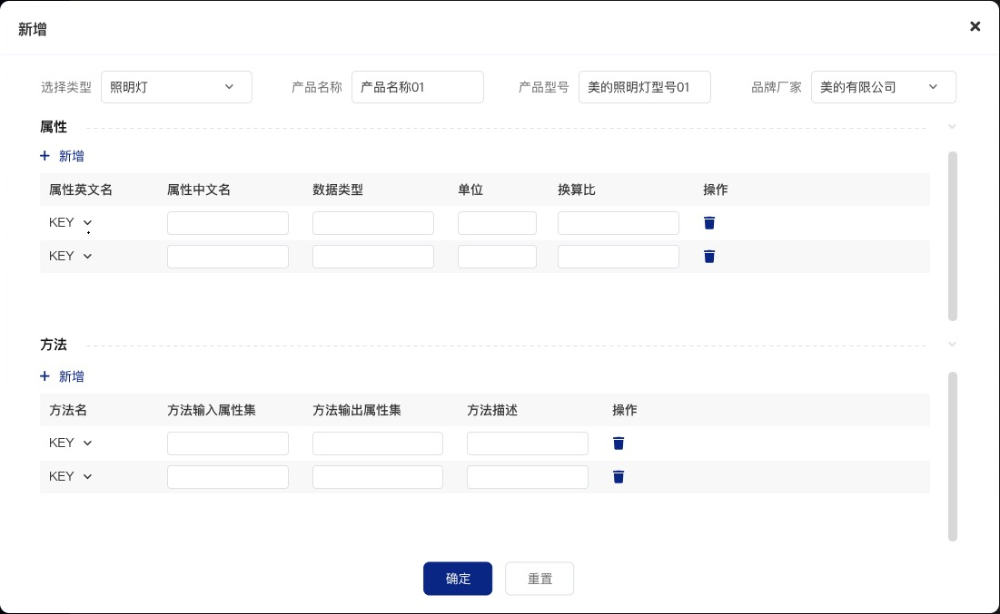 新增
选择类型 照明灯 产品名称 产品名称01 产品型号 美的照明灯型号01 品牌厂家 美的有限公司
属性
+ 新增
属性英文名 属性中文名 数据类型 单位 换算比 操作
KEY
KEY
方法
+ 新增
方法名 方法输入属性集 方法输出属性集 方法描述 操作
KEY
KEY
确定 重置